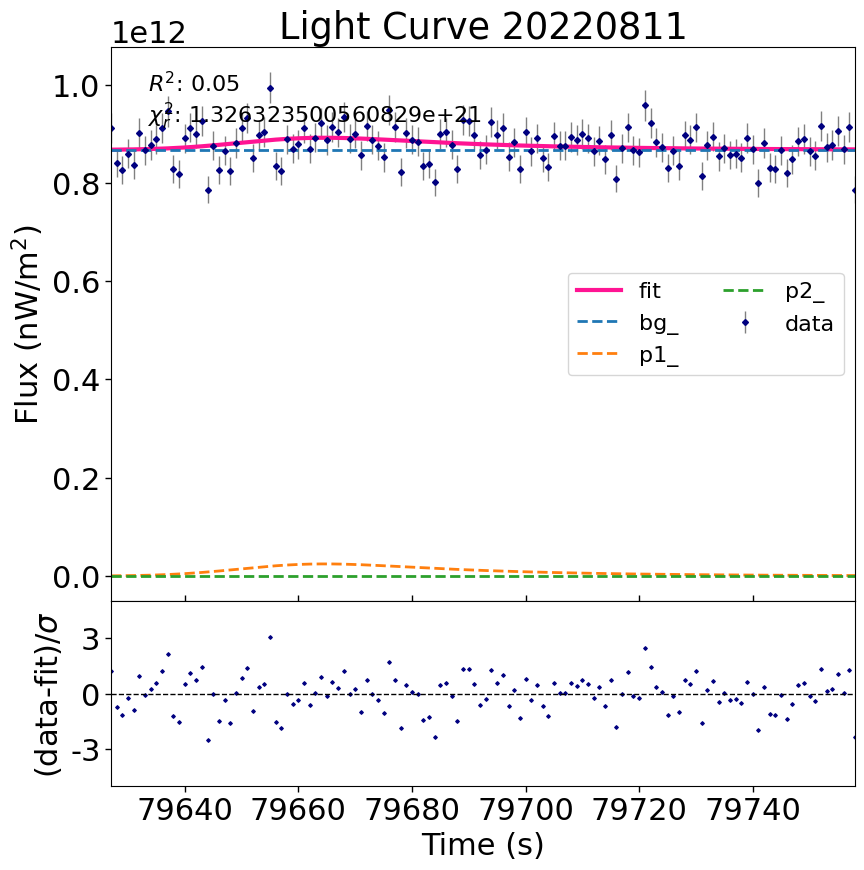 Light Curve 20220811
1e12
R²: 0.05
χ²: 1.326323500560829e+21
1.0
0.8
0.6
0.4
0.2
0.0
Flux (nW/m²)
fit
bg_
p1_
p2_
data
3
0
-3
(data-fit)/σ
79640 79660 79680 79700 79720 79740
Time (s)